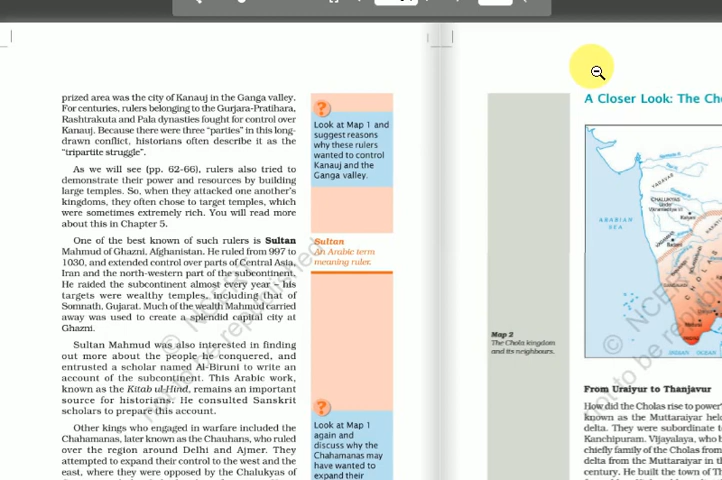 prized area was the city of Kanauj in the Ganga valley.
For centuries, rulers belonging to the Gurjara-Pratihara,
Rashtrakuta and Pala dynasties fought for control over
Kanauj. Because there were three “parties” in this long-
drawn conflict, historians often describe it as the
“tripartite struggle”.
As we will see (pp. 62-66), rulers also tried to
demonstrate their power and resources by building
large temples. So, when they attacked one another’s
kingdoms, they often chose to target temples, which
were sometimes extremely rich. You will read more
about this in Chapter 5.
One of the best known of such rulers is Sultan
Mahmud of Ghazni, Afghanistan. He ruled from 997 to
1030, and extended control over parts of Central Asia,
Iran and the north-western part of the subcontinent.
He raided the subcontinent almost every year – his
targets were wealthy temples, including that of
Somnath, Gujarat. Much of the wealth Mahmud carried
away was used to create a splendid capital city at
Ghazni.
Sultan Mahmud was also interested in finding
out more about the people he conquered, and
entrusted a scholar named Al-Biruni to write an
account of the subcontinent. This Arabic work,
known as the Kitab ul-Hind, remains an important
source for historians. He consulted Sanskrit
scholars to prepare this account.
Other kings who engaged in warfare included the
Chahamanas, later known as the Chauhans, who ruled
over the region around Delhi and Ajmer. They
attempted to expand their control to the west and the
east, where they were opposed by the Chalukyas of
?
Look at Map 1 and
suggest reasons
why these rulers
wanted to control
Kanauj and the
Ganga valley.
Sultan
An Arabic term
meaning ruler.
?
Look at Map 1
again and
discuss why the
Chahamanas may
have wanted to
expand their
Map 2
The Chola kingdom
and its neighbours.
A Closer Look: The Ch
CHALUKYAS
ARABIAN
SEA
INDIAN OCEAN
© NCERT
not to be republished
© NCER
not to be repub
From Uraiyur to Thanjavur
How did the Cholas rise to power
known as the Muttaraiyar hel
delta. They were subordinate t
Kanchipuram. Vijayalaya, who b
chiefly family of the Cholas from
delta from the Muttaraiyar in th
century. He built the town of Th